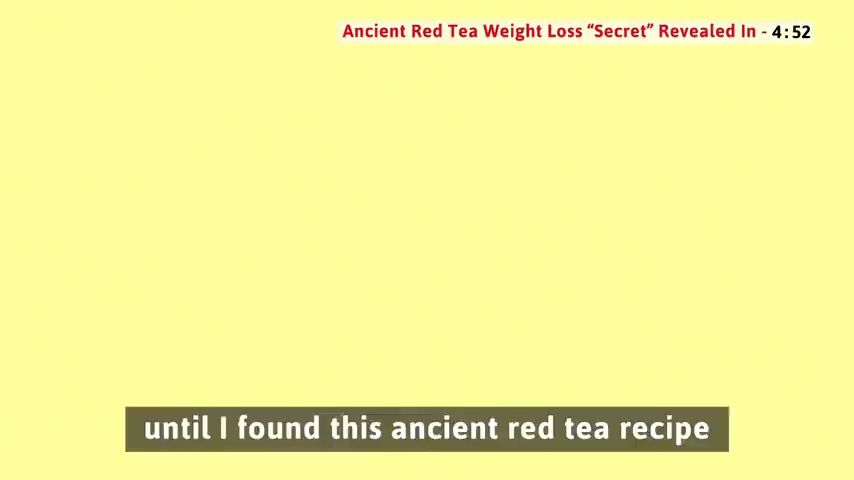 Ancient Red Tea Weight Loss “Secret” Revealed In - 4:52
until I found this ancient red tea recipe